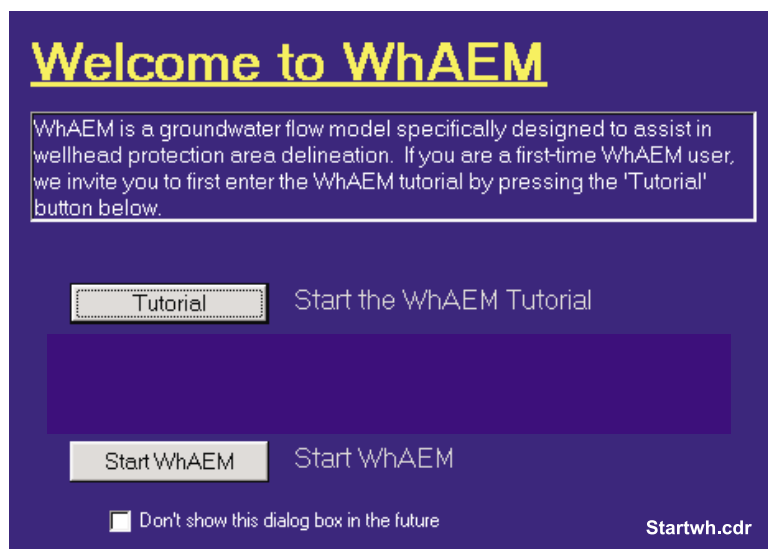 Welcome to WhAEM
WhAEM is a groundwater flow model specifically designed to assist in
wellhead protection area delineation.  If you are a first-time WhAEM user,
we invite you to first enter the WhAEM tutorial by pressing the 'Tutorial'
button below.
Tutorial Start the WhAEM Tutorial
Start WhAEM Start WhAEM
Don't show this dialog box in the future
Startwh.cdr